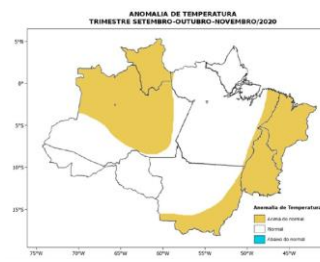 ANOMALIA DE TEMPERATURA
TRIMESTRE SETEMBRO-OUTUBRO-NOVEMBRO/2020
5°N
0°
5°S
10°S
15°S
75°W
70°W
65°W
60°W
55°W
50°W
45°W
Anomalia de Temperatura
Acima do normal
Normal
Abaixo do normal